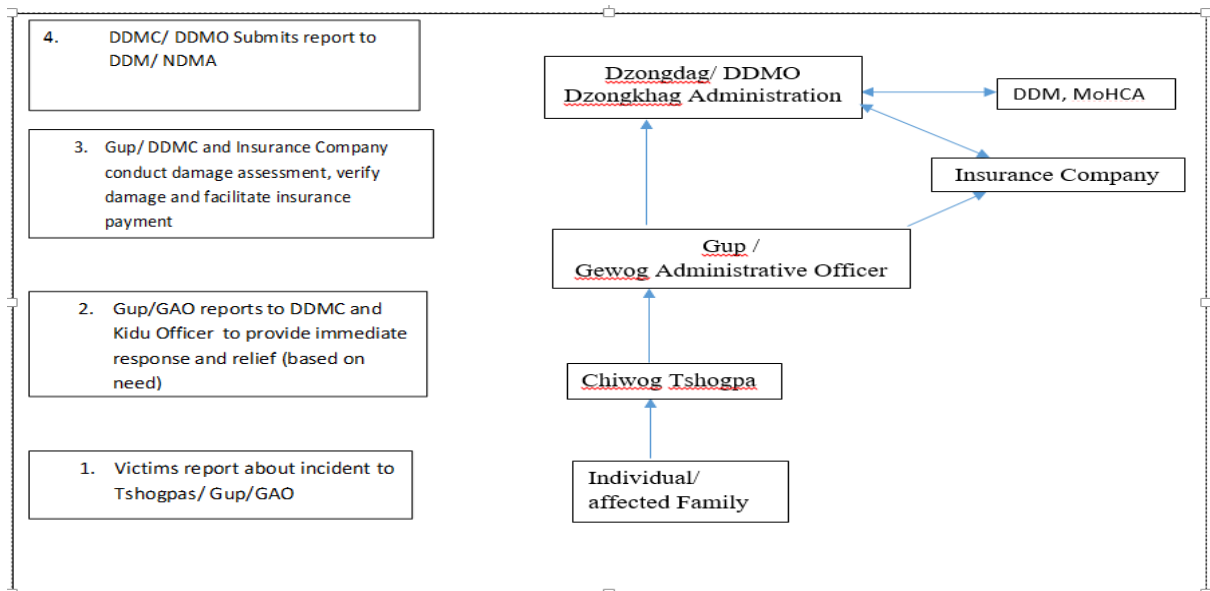 4. DDMC/ DDMO Submits report to
DDM/ NDMA
3. Gup/ DDMC and Insurance Company
conduct damage assessment, verify
damage and facilitate insurance
payment
2. Gup/GAO reports to DDMC and
Kidu Officer to provide immediate
response and relief (based on
need)
1. Victims report about incident to
Tshogpas/ Gup/GAO
Dzongdag/ DDMO
Dzongkhag Administration
DDM, MoHCA
Insurance Company
Gup /
Gewog Administrative Officer
Chiwog Tshogpa
Individual/
affected Family